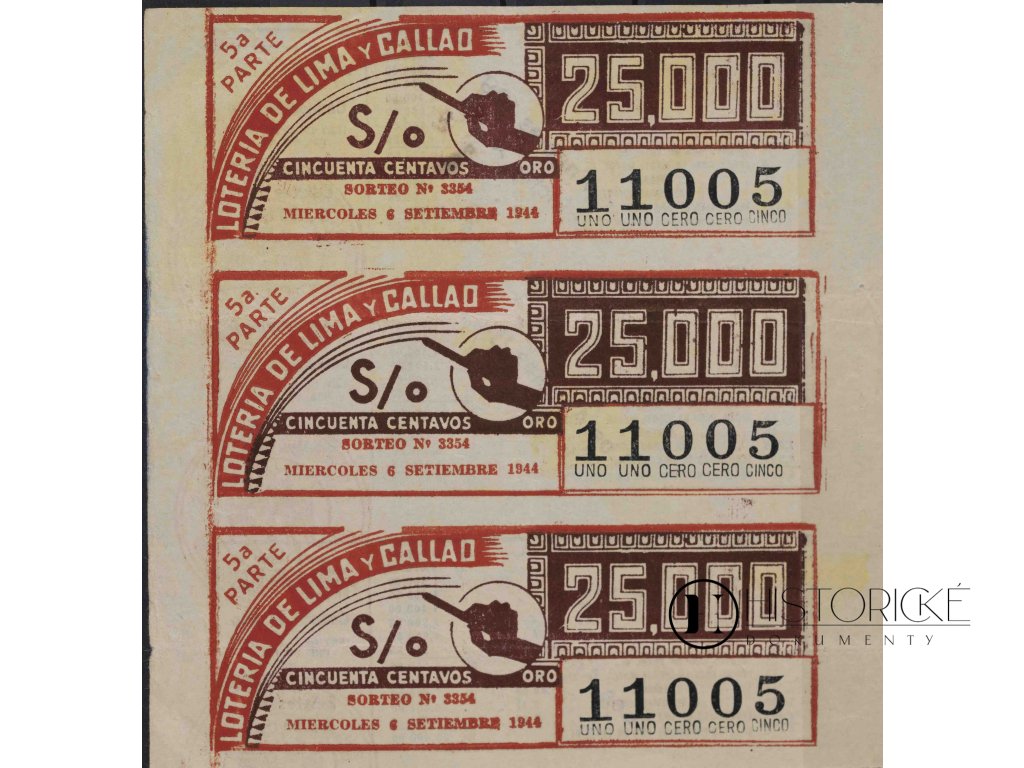 5a
PARTE
LOTERIA DE LIMA Y CALLAO
S/o
CINCUENTA CENTAVOS ORO
SORTEO Nº 3354
MIERCOLES 6 SETIEMBRE 1944
25,000
11005
UNO UNO CERO CERO CINCO
5a
PARTE
LOTERIA DE LIMA Y CALLAO
S/o
CINCUENTA CENTAVOS ORO
SORTEO Nº 3354
MIERCOLES 6 SETIEMBRE 1944
25,000
11005
UNO UNO CERO CERO CINCO
5a
PARTE
LOTERIA DE LIMA Y CALLAO
S/o
CINCUENTA CENTAVOS ORO
SORTEO Nº 3354
MIERCOLES 6 SETIEMBRE 1944
25,000
11005
UNO UNO CERO CERO CINCO
HISTORICKÉ
DOKUMENTY